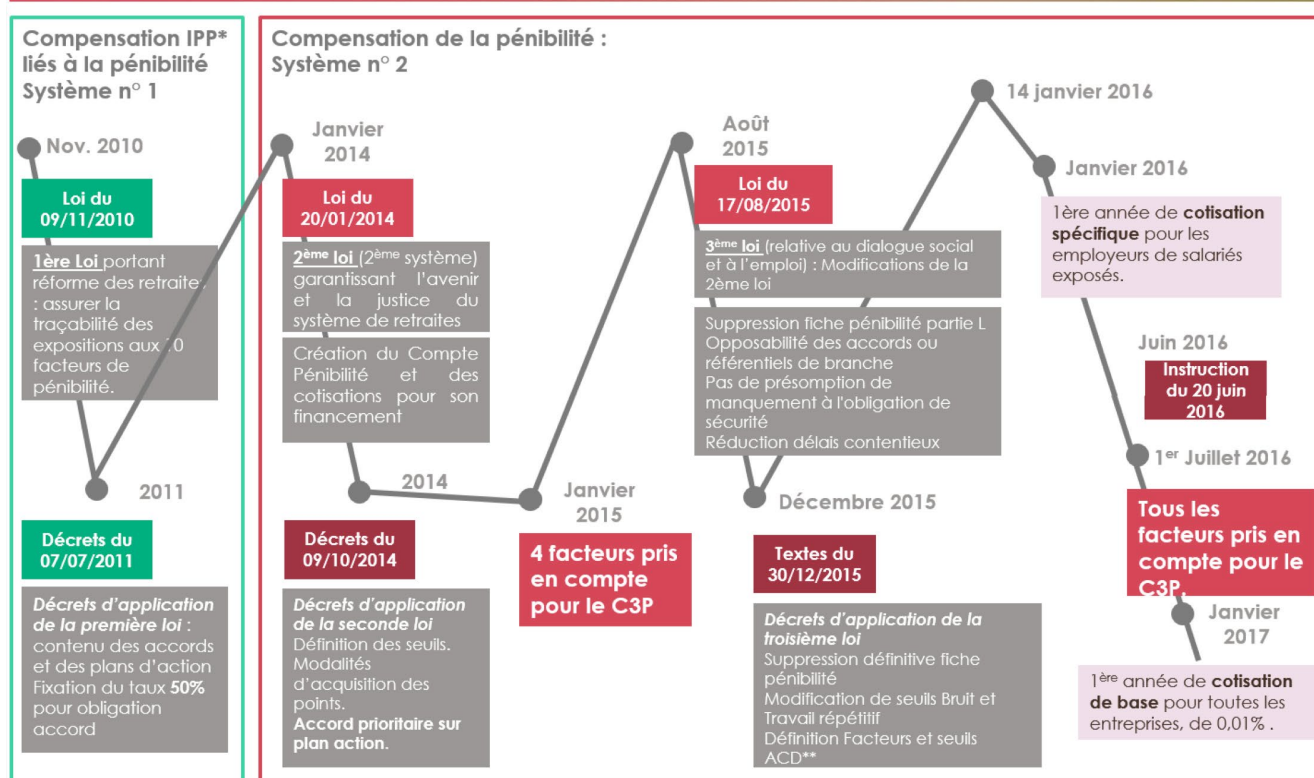 Compensation IPP*
liés à la pénibilité
Système n° 1
Nov. 2010
Loi du
09/11/2010
1ère Loi portant
réforme des retraites
: assurer la
traçabilité des
expositions aux 10
facteurs de
pénibilité.
2011
Décrets du
07/07/2011
Décrets d'application
de la première loi :
contenu des accords
et des plans d'action
Fixation du taux 50%
pour obligation
accord
Compensation de la pénibilité :
Système n° 2
Janvier
2014
Loi du
20/01/2014
2ème loi (2ème système)
garantissant l'avenir
et la justice du
système de retraites
Création du Compte
Pénibilité et des
cotisations pour son
financement
2014
Décrets du
09/10/2014
Décrets d'application
de la seconde loi
Définition des seuils.
Modalités
d'acquisition des
points.
Accord prioritaire sur
plan action.
Janvier
2015
4 facteurs pris
en compte
pour le C3P
Août
2015
Loi du
17/08/2015
3ème loi (relative au dialogue social
et à l'emploi) : Modifications de la
2ème loi
Suppression fiche pénibilité partie L
Opposabilité des accords ou
référentiels de branche
Pas de présomption de
manquement à l'obligation de
sécurité
Réduction délais contentieux
Décembre 2015
Textes du
30/12/2015
Décrets d'application de la
troisième loi
Suppression définitive fiche
pénibilité
Modification de seuils Bruit et
Travail répétitif
Définition Facteurs et seuils
ACD**
14 janvier 2016
Janvier 2016
1ère année de cotisation
spécifique pour les
employeurs de salariés
exposés.
Juin 2016
Instruction
du 20 juin
2016
1er Juillet 2016
Tous les
facteurs pris en
compte pour le
C3P.
Janvier
2017
1ère année de cotisation
de base pour toutes les
entreprises, de 0,01% .